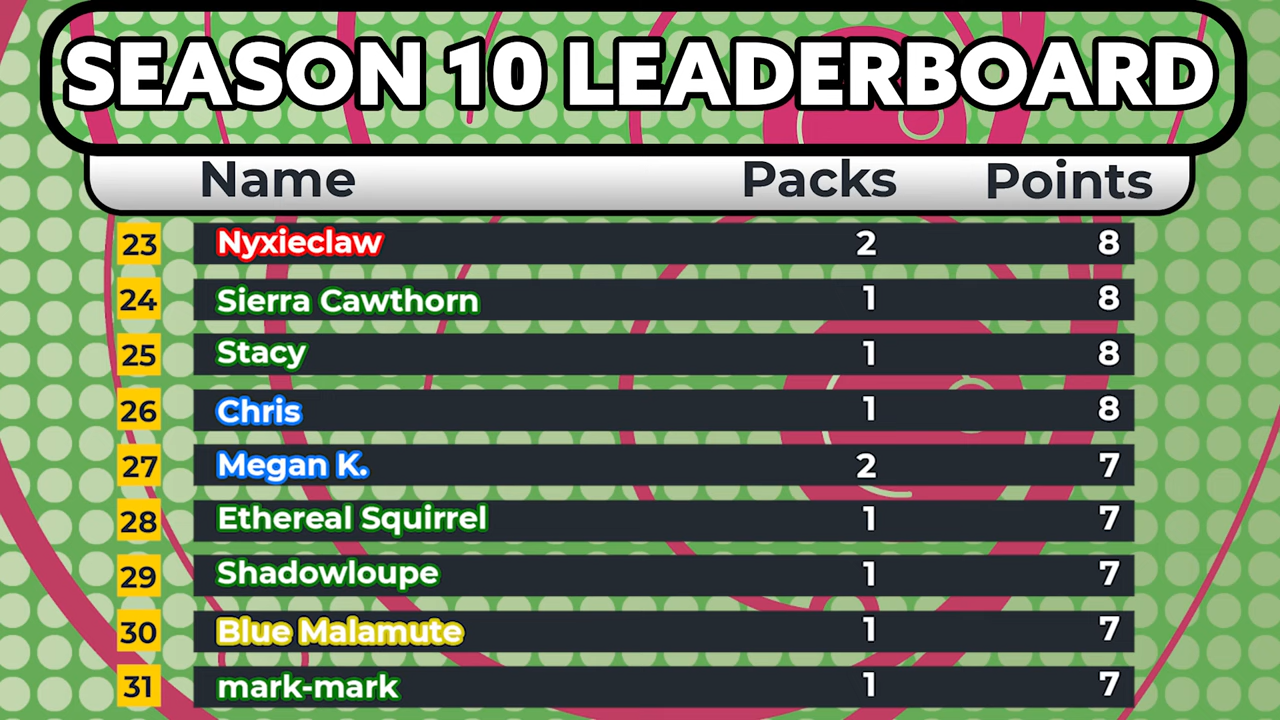 SEASON 10 LEADERBOARD
Name Packs Points
23 Nyxieclaw 2 8
24 Sierra Cawthorn 1 8
25 Stacy 1 8
26 Chris 1 8
27 Megan K. 2 7
28 Ethereal Squirrel 1 7
29 Shadowloupe 1 7
30 Blue Malamute 1 7
31 mark-mark 1 7